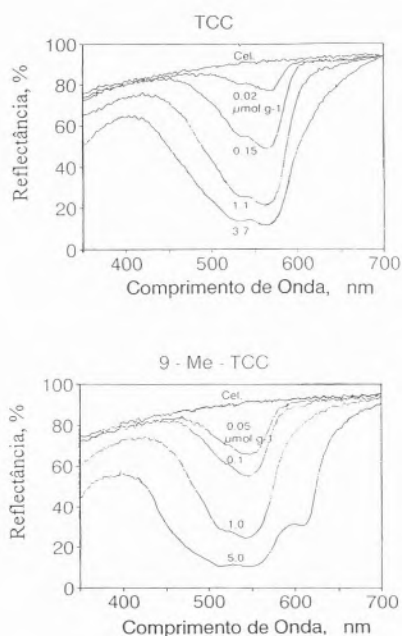 TCC
100
80
60
40
20
0
Reflectância, %
Cel.
0.02
µmol g-1
0.15
1.1
3.7
400 500 600 700
Comprimento de Onda, nm
9 - Me - TCC
100
80
60
40
20
0
Reflectância, %
Cel.
0.05
µmol g-1
0.1
1.0
5.0
400 500 600 700
Comprimento de Onda, nm